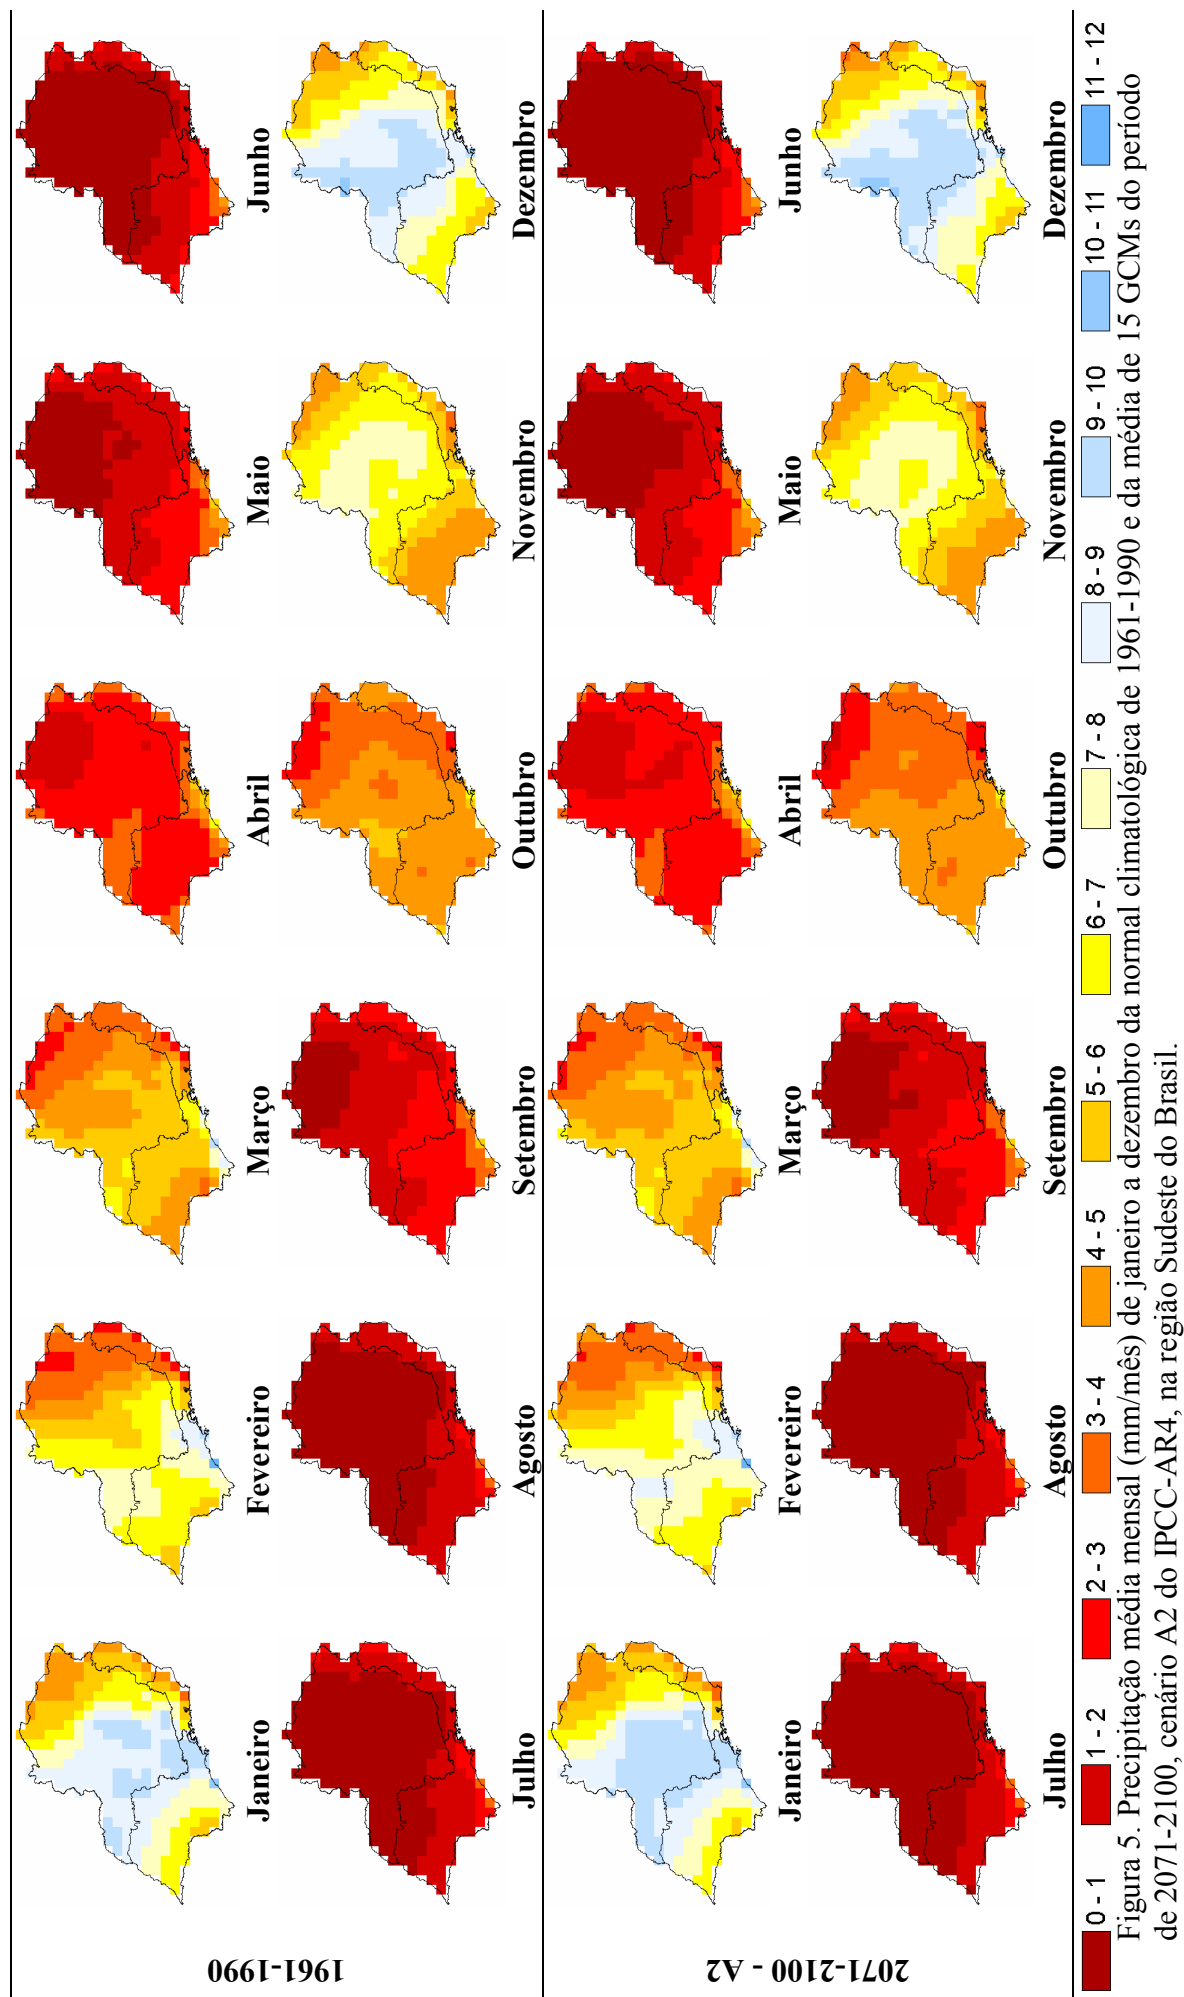 1961-1990
Janeiro Fevereiro Março Abril Maio Junho
Julho Agosto Setembro Outubro Novembro Dezembro
2071-2100 - A2
Janeiro Fevereiro Março Abril Maio Junho
Julho Agosto Setembro Outubro Novembro Dezembro
0 - 1 1 - 2 2 - 3 3 - 4 4 - 5 5 - 6 6 - 7 7 - 8 8 - 9 9 - 10 10 - 11 11 - 12
Figura 5. Precipitação média mensal (mm/mês) de janeiro a dezembro da normal climatológica de 1961-1990 e da média de 15 GCMs do período
de 2071-2100, cenário A2 do IPCC-AR4, na região Sudeste do Brasil.